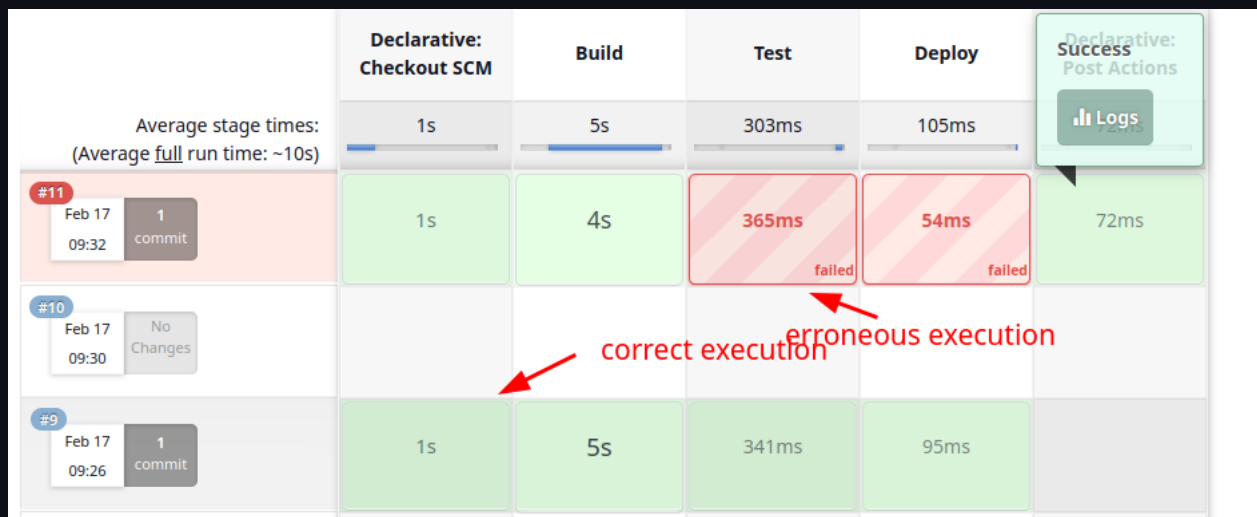 Declarative:
Checkout SCM
Build
Test
Deploy
Declarative:
Post Actions
Success
Logs
Average stage times:
(Average full run time: ~10s)
1s
5s
303ms
105ms
72ms
#11
Feb 17
09:32
1
commit
1s
4s
365ms
failed
54ms
failed
72ms
#10
Feb 17
09:30
No
Changes
erroneous execution
correct execution
#9
Feb 17
09:26
1
commit
1s
5s
341ms
95ms